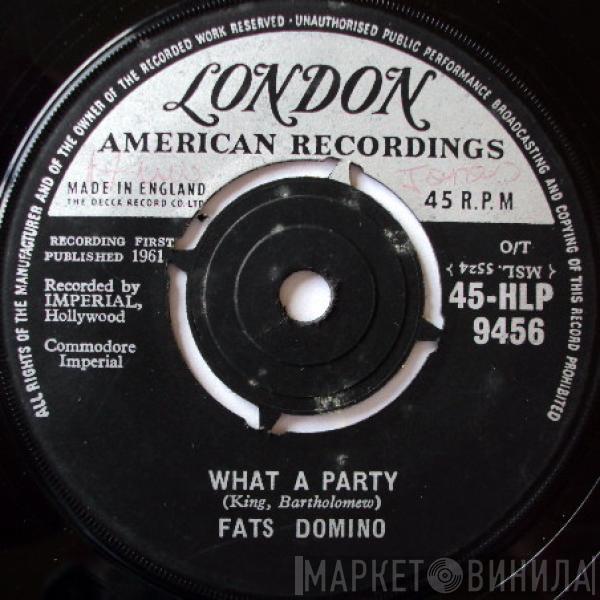 ALL RIGHTS OF THE MANUFACTURER AND OF THE OWNER OF THE RECORDED WORK RESERVED · UNAUTHORISED PUBLIC PERFORMANCE BROADCASTING AND COPYING OF THIS RECORD PROHIBITED
LONDON
AMERICAN RECORDINGS
MADE IN ENGLAND
THE DECCA RECORD CO. LTD
45 R.P.M
RECORDING FIRST
PUBLISHED 1961
Recorded by
IMPERIAL,
Hollywood
Commodore
Imperial
O/T
{ MSL. 5524 }
45-HLP
9456
WHAT A PARTY
(King, Bartholomew)
FATS DOMINO
МАРКЕТ ВИНИЛА